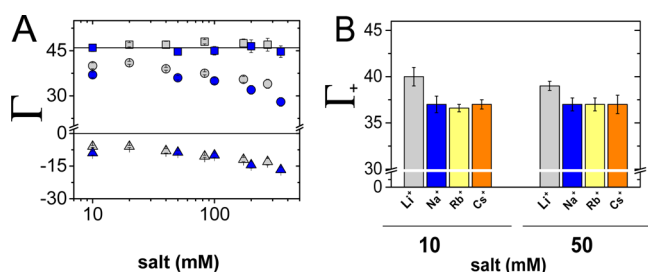 A
Γ
45
30
0
-15
-30
10
100
salt (mM)
B
Γ+
40
35
30
0
Li+ Na+ Rb+ Cs+ Li+ Na+ Rb+ Cs+
10 50
salt (mM)